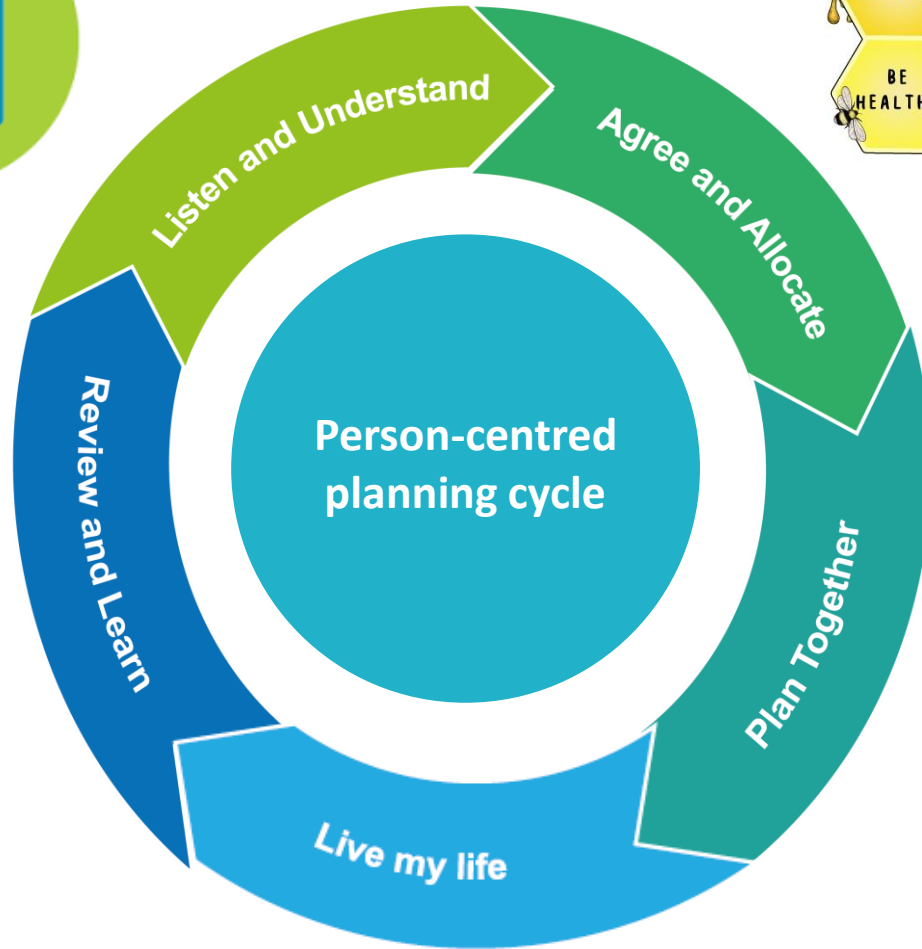 BE
Listen and Understand
Agree and Allocate
Person-centred
planning cycle
Review and Learn
Plan Together
Live my life